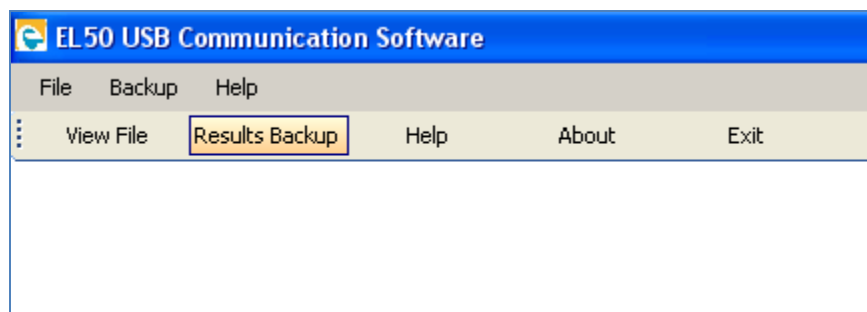 EL50 USB Communication Software
File Backup Help
View File Results Backup Help About Exit